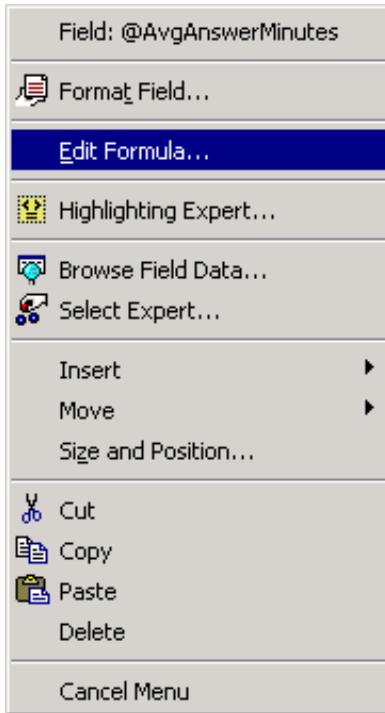 Field: @AvgAnswerMinutes
Format Field...
Edit Formula...
Highlighting Expert...
Browse Field Data...
Select Expert...
Insert
Move
Size and Position...
Cut
Copy
Paste
Delete
Cancel Menu